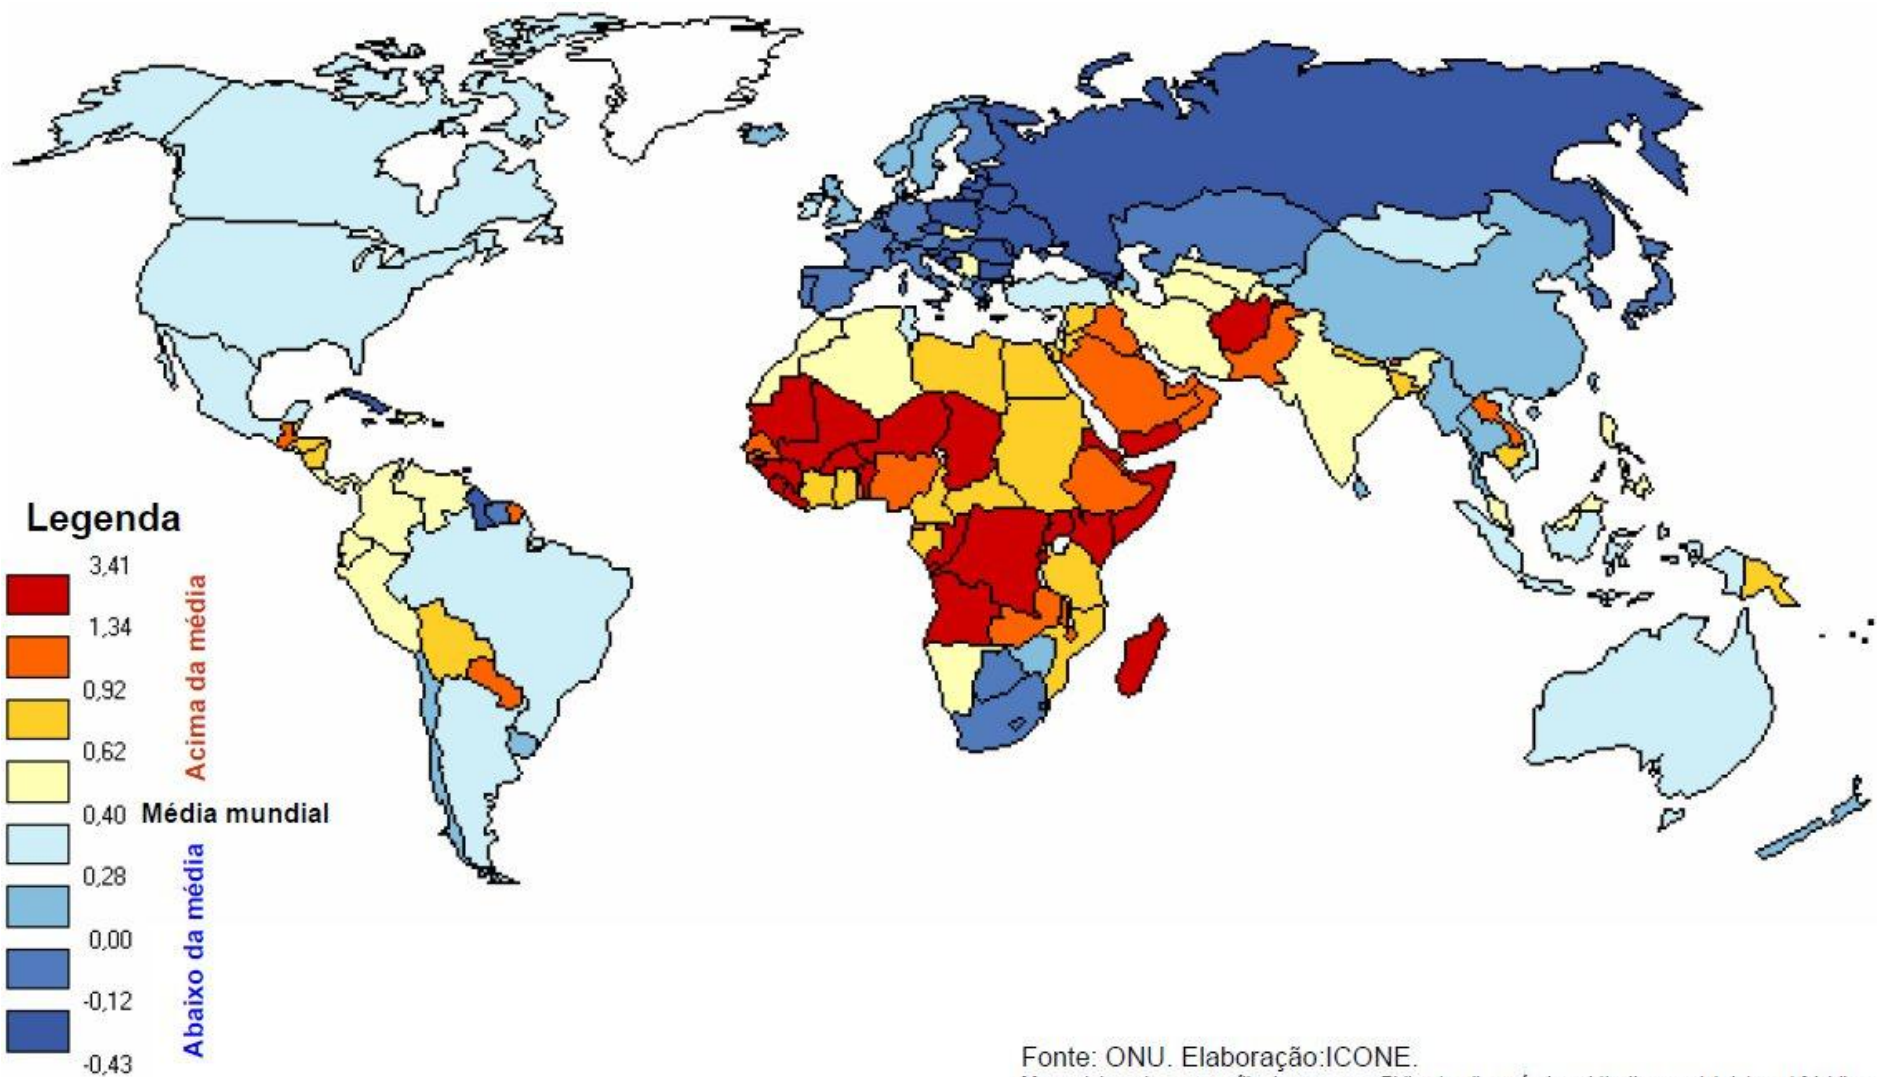 Legenda
3,41
1,34
0,92
0,62
0,40
Média mundial
0,28
0,00
-0,12
-0,43
Acima da média
Abaixo da média
Fonte: ONU. Elaboração:ICONE.